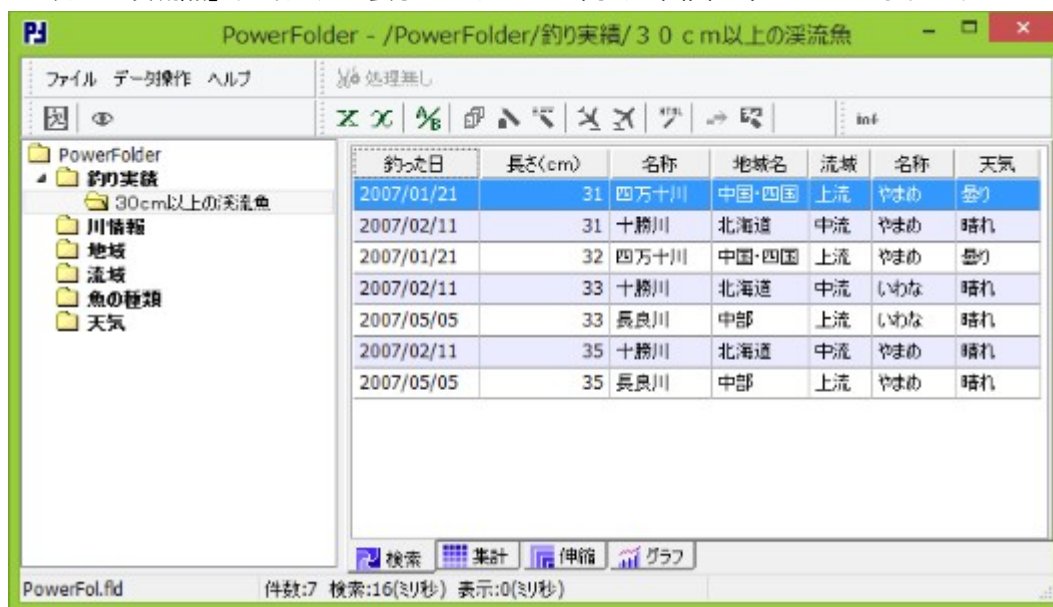 PowerFolder - /PowerFolder/釣り実績/３０ｃｍ以上の渓流魚
ファイル データ操作 ヘルプ 処理無し
inf
PowerFolder
釣り実績
30cm以上の渓流魚
川情報
地域
流域
魚の種類
天気
釣った日 長さ(cm) 名称 地域名 流域 名称 天気
2007/01/21 31 四万十川 中国・四国 上流 やまめ 曇り
2007/02/11 31 十勝川 北海道 中流 やまめ 晴れ
2007/01/21 32 四万十川 中国・四国 上流 やまめ 曇り
2007/02/11 33 十勝川 北海道 中流 いわな 晴れ
2007/05/05 33 長良川 中部 上流 いわな 晴れ
2007/02/11 35 十勝川 北海道 中流 やまめ 晴れ
2007/05/05 35 長良川 中部 上流 やまめ 晴れ
検索 集計 伸縮 グラフ
PowerFol.fld 件数:7 検索:16(ミリ秒) 表示:0(ミリ秒)